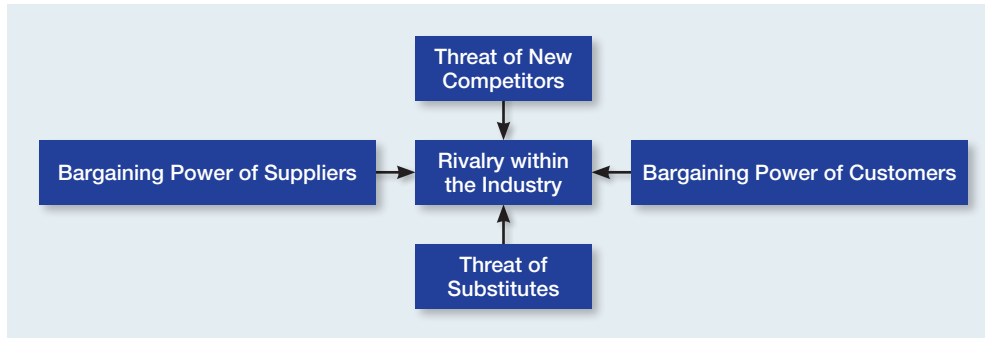 Threat of New
Competitors
Bargaining Power of Suppliers
Rivalry within
the Industry
Bargaining Power of Customers
Threat of
Substitutes